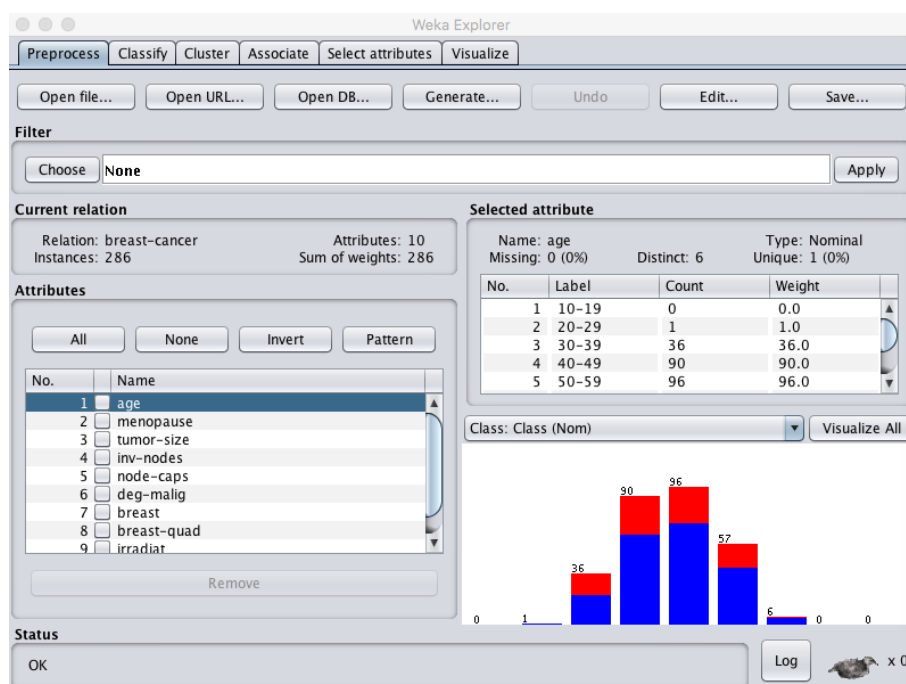 Weka Explorer
Preprocess Classify Cluster Associate Select attributes Visualize
Open file... Open URL... Open DB... Generate... Undo Edit... Save...
Filter
Choose None Apply
Current relation
Relation: breast-cancer Attributes: 10
Instances: 286 Sum of weights: 286
Attributes
All None Invert Pattern
No. Name
1 age
2 menopause
3 tumor-size
4 inv-nodes
5 node-caps
6 deg-malig
7 breast
8 breast-quad
9 irradiat
Remove
Selected attribute
Name: age Type: Nominal
Missing: 0 (0%) Distinct: 6 Unique: 1 (0%)
No. Label Count Weight
1 10-19 0 0.0
2 20-29 1 1.0
3 30-39 36 36.0
4 40-49 90 90.0
5 50-59 96 96.0
Class: Class (Nom) Visualize All
0 1 36 90 96 57 6 0 0
Status
OK Log x 0